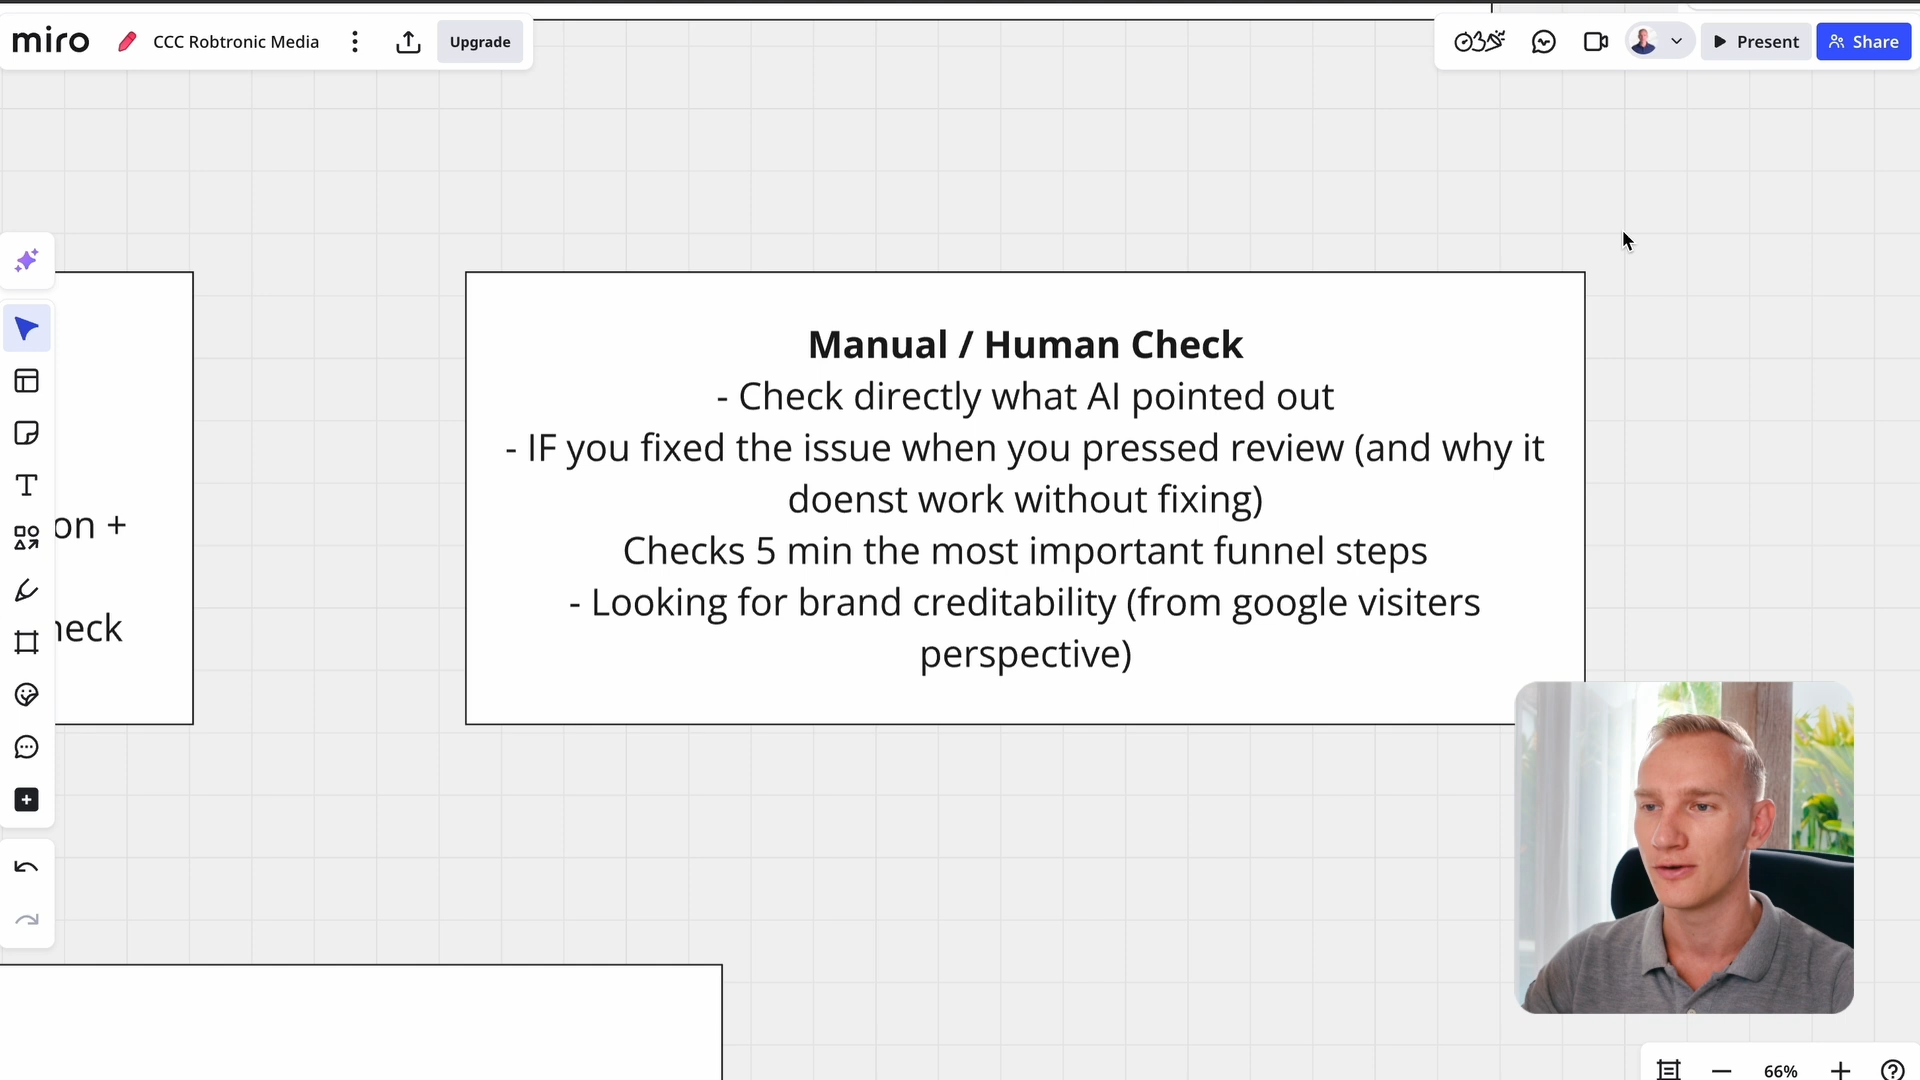 miro
CCC Robtronic Media
Upgrade
Present
Share
Manual / Human Check
- Check directly what AI pointed out
- IF you fixed the issue when you pressed review (and why it
doenst work without fixing)
Checks 5 min the most important funnel steps
- Looking for brand creditability (from google visiters
perspective)
on +
heck
66%